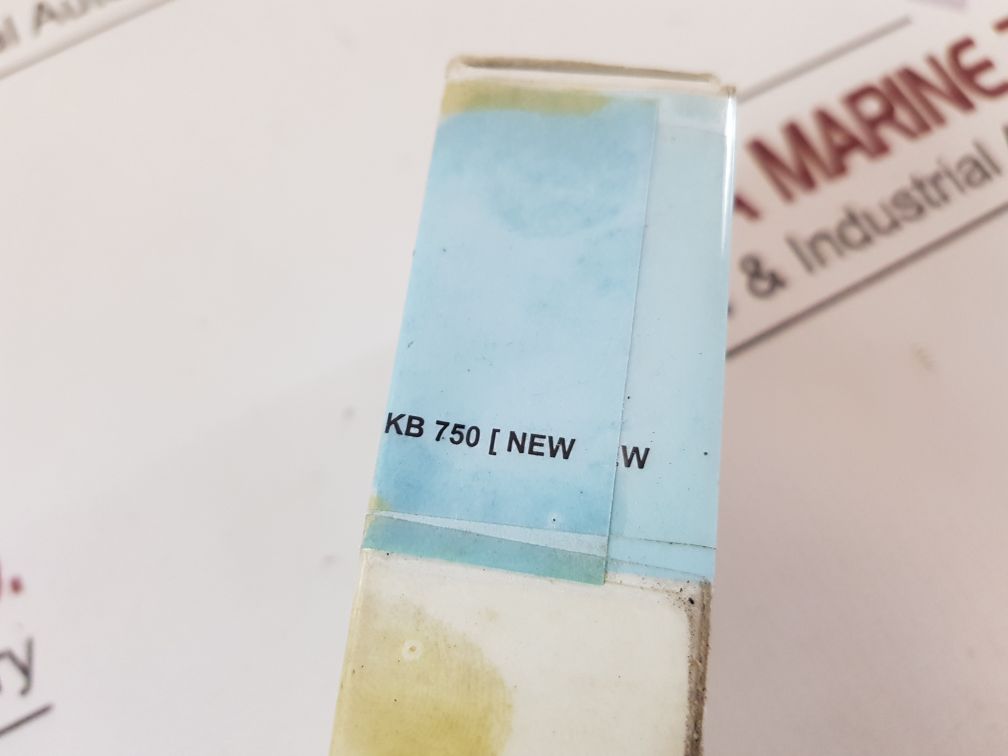 MARINE
& Industrial
KB 750 [ NEW
W